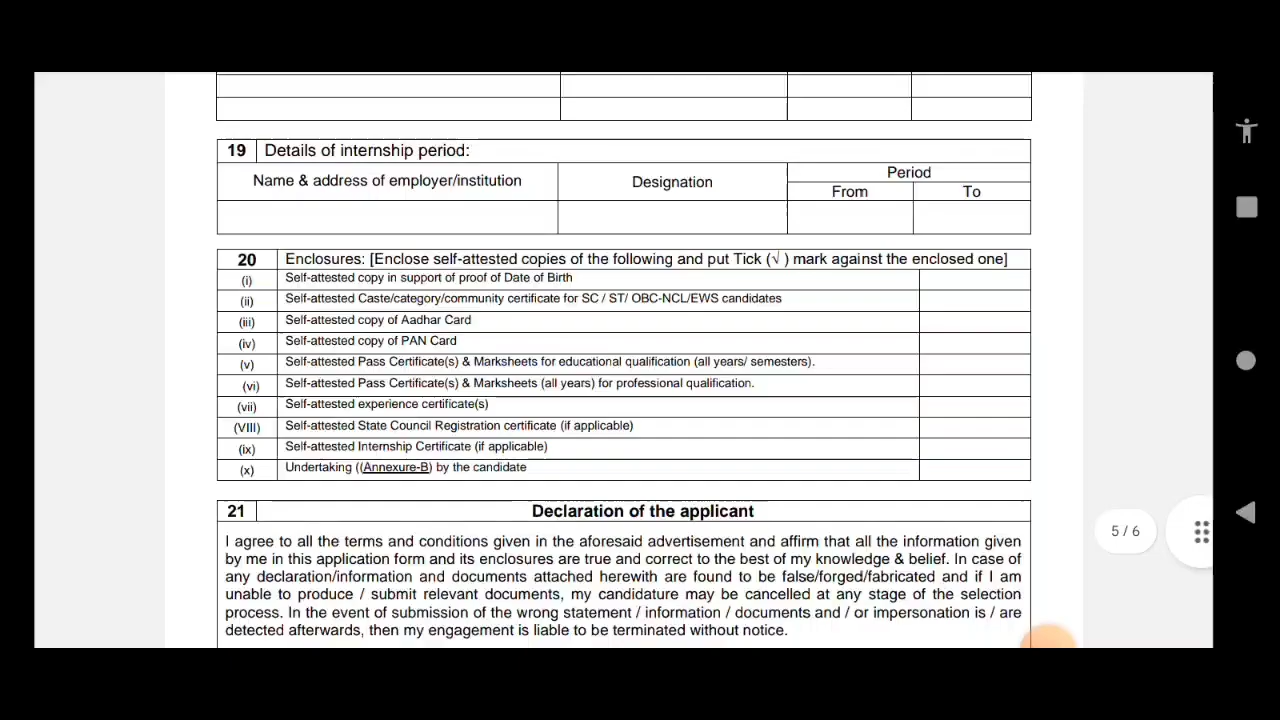 19 Details of internship period:
Name & address of employer/institution Designation Period
From To
20 Enclosures: [Enclose self-attested copies of the following and put Tick (√ ) mark against the enclosed one]
(i) Self-attested copy in support of proof of Date of Birth
(ii) Self-attested Caste/category/community certificate for SC / ST/ OBC-NCL/EWS candidates
(iii) Self-attested copy of Aadhar Card
(iv) Self-attested copy of PAN Card
(v) Self-attested Pass Certificate(s) & Marksheets for educational qualification (all years/ semesters).
(vi) Self-attested Pass Certificate(s) & Marksheets (all years) for professional qualification.
(vii) Self-attested experience certificate(s)
(VIII) Self-attested State Council Registration certificate (if applicable)
(ix) Self-attested Internship Certificate (if applicable)
(x) Undertaking ((Annexure-B) by the candidate
21 Declaration of the applicant
I agree to all the terms and conditions given in the aforesaid advertisement and affirm that all the information given
by me in this application form and its enclosures are true and correct to the best of my knowledge & belief. In case of
any declaration/information and documents attached herewith are found to be false/forged/fabricated and if I am
unable to produce / submit relevant documents, my candidature may be cancelled at any stage of the selection
process. In the event of submission of the wrong statement / information / documents and / or impersonation is / are
detected afterwards, then my engagement is liable to be terminated without notice.
5 / 6